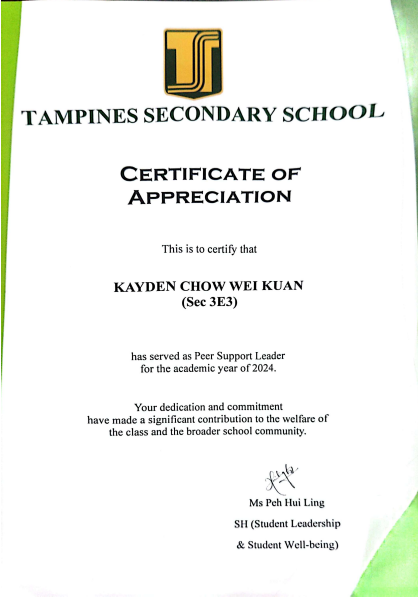 TAMPINES SECONDARY SCHOOL
CERTIFICATE OF
APPRECIATION
This is to certify that
KAYDEN CHOW WEI KUAN
(Sec 3E3)
has served as Peer Support Leader
for the academic year of 2024.
Your dedication and commitment
have made a significant contribution to the welfare of
the class and the broader school community.
Ms Peh Hui Ling
SH (Student Leadership
& Student Well-being)